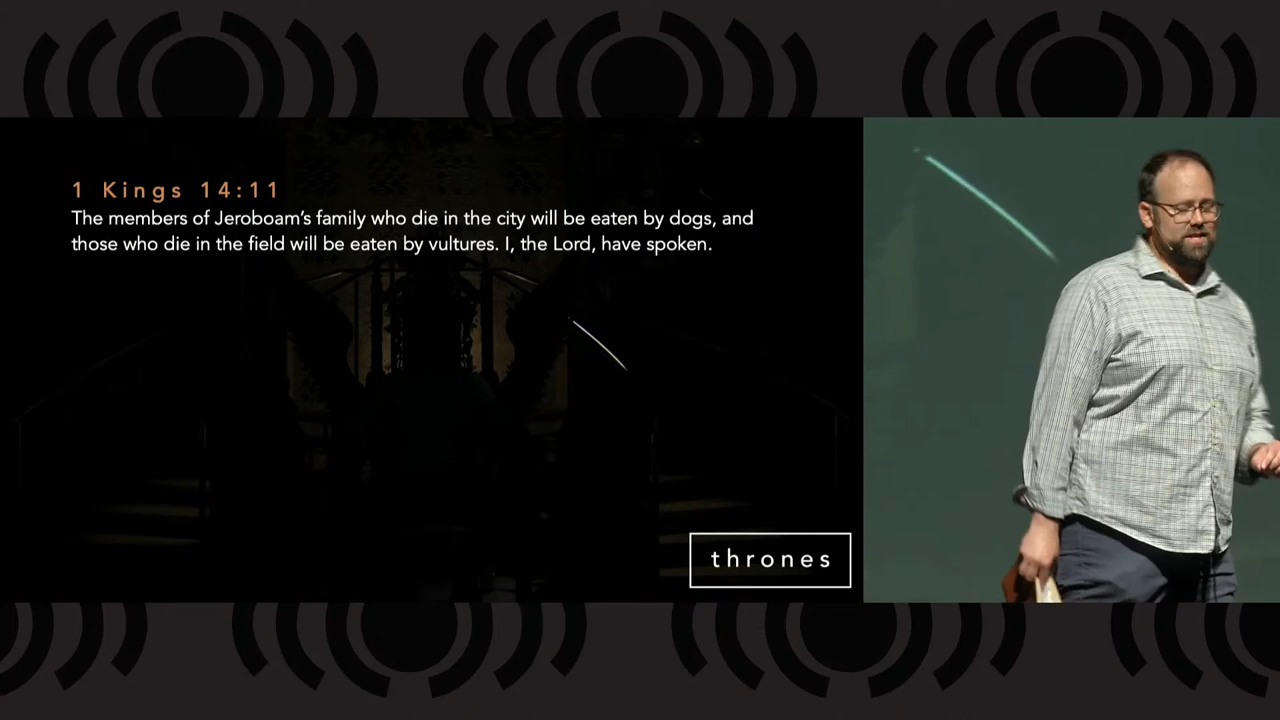 1 Kings 14:11
The members of Jeroboam's family who die in the city will be eaten by dogs, and
those who die in the field will be eaten by vultures. I, the Lord, have spoken.
thrones